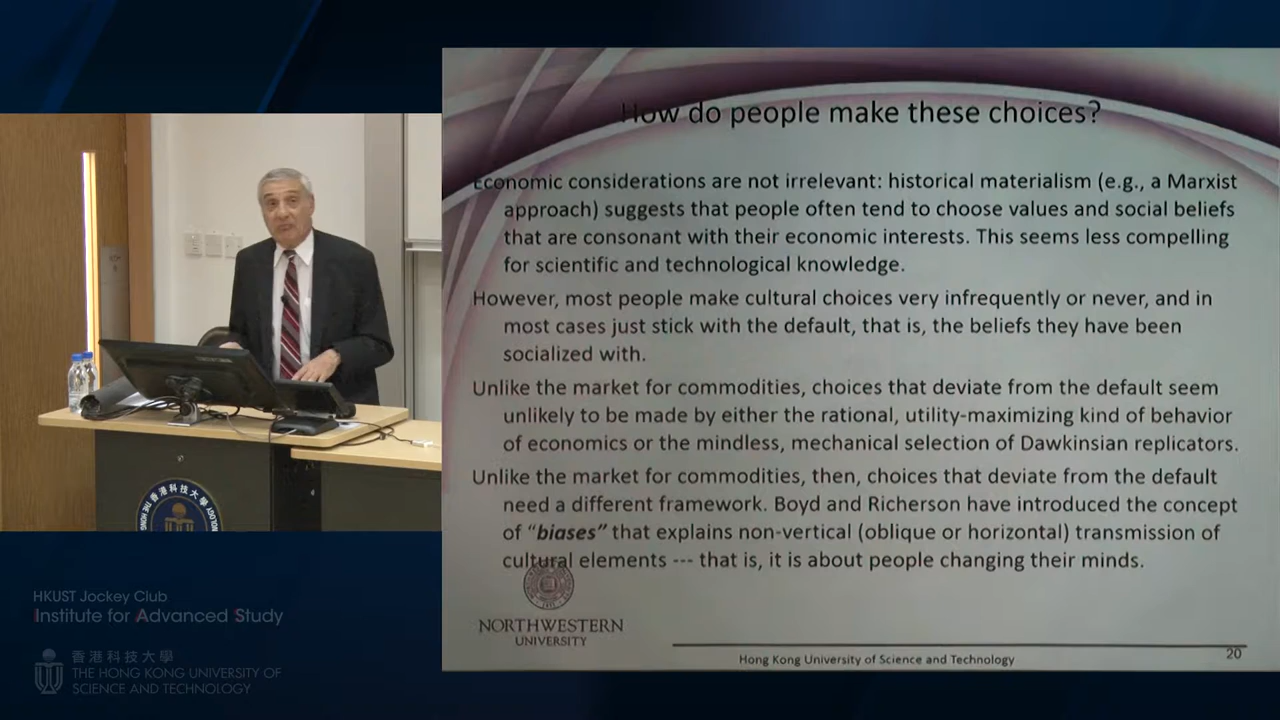 How do people make these choices?
Economic considerations are not irrelevant: historical materialism (e.g., a Marxist
approach) suggests that people often tend to choose values and social beliefs
that are consonant with their economic interests. This seems less compelling
for scientific and technological knowledge.
However, most people make cultural choices very infrequently or never, and in
most cases just stick with the default, that is, the beliefs they have been
socialized with.
Unlike the market for commodities, choices that deviate from the default seem
unlikely to be made by either the rational, utility-maximizing kind of behavior
of economics or the mindless, mechanical selection of Dawkinsian replicators.
Unlike the market for commodities, then, choices that deviate from the default
need a different framework. Boyd and Richerson have introduced the concept
of "biases" that explains non-vertical (oblique or horizontal) transmission of
cultural elements --- that is, it is about people changing their minds.
NORTHWESTERN
UNIVERSITY
Hong Kong University of Science and Technology
20
香港科技大學
HKUST Jockey Club
Institute for Advanced Study
香港科技大學
THE HONG KONG UNIVERSITY OF
SCIENCE AND TECHNOLOGY